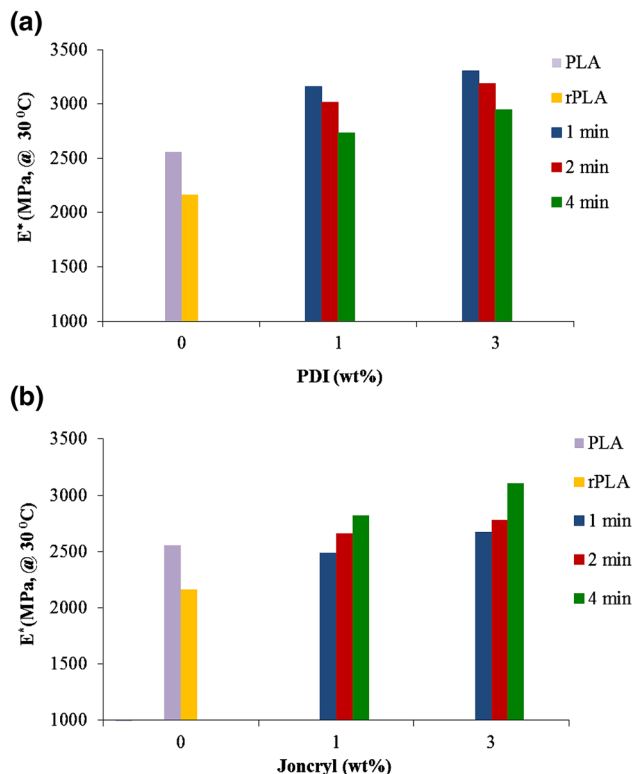 (a)
3500
3000
2500
2000
1500
1000
E* (MPa, @ 30 ⁰C)
0
1
3
PDI (wt%)
PLA
rPLA
1 min
2 min
4 min
(b)
3500
3000
2500
2000
1500
1000
E*(MPa, @ 30 ⁰C)
0
1
3
Joncryl (wt%)
PLA
rPLA
1 min
2 min
4 min